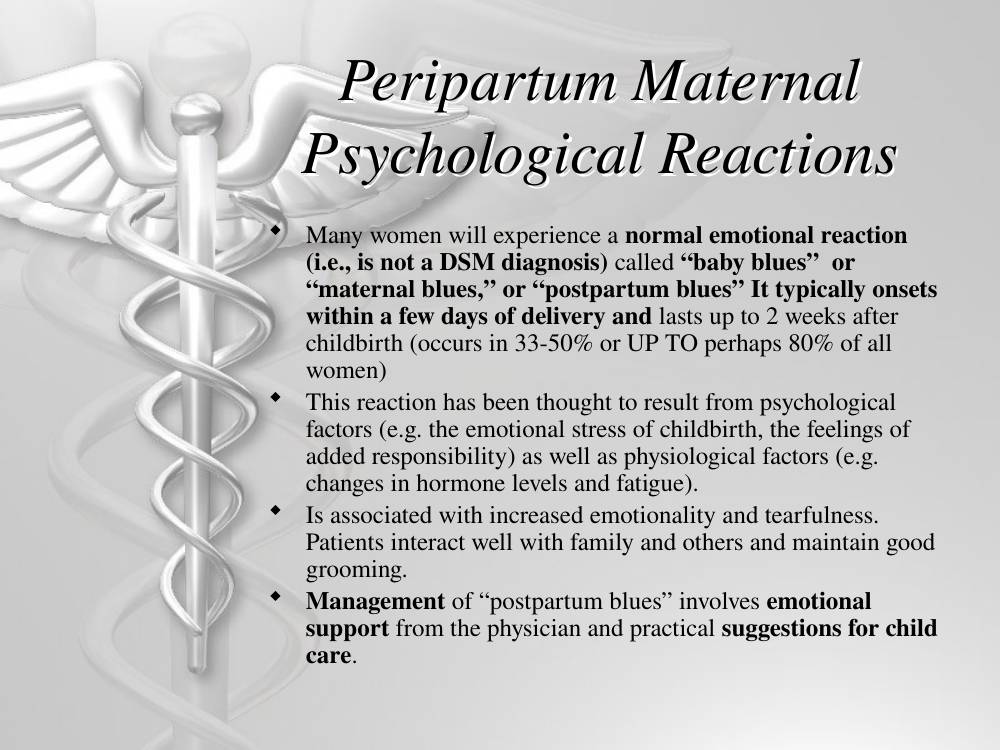 Peripartum Maternal
Psychological Reactions
Many women will experience a normal emotional reaction
(i.e., is not a DSM diagnosis) called “baby blues”  or
“maternal blues,” or “postpartum blues” It typically onsets
within a few days of delivery and lasts up to 2 weeks after
childbirth (occurs in 33-50% or UP TO perhaps 80% of all
women)
This reaction has been thought to result from psychological
factors (e.g. the emotional stress of childbirth, the feelings of
added responsibility) as well as physiological factors (e.g.
changes in hormone levels and fatigue).
Is associated with increased emotionality and tearfulness.
Patients interact well with family and others and maintain good
grooming.
Management of “postpartum blues” involves emotional
support from the physician and practical suggestions for child
care.